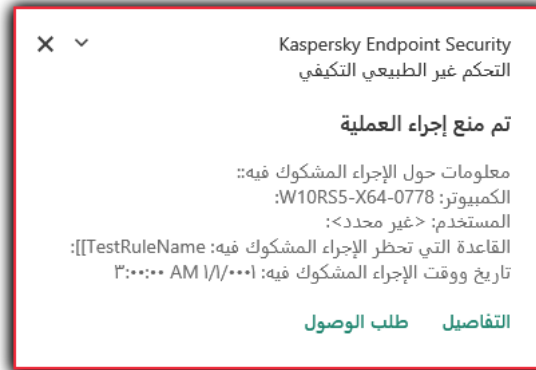 Kaspersky Endpoint Security
التحكم غير الطبيعي التكيفي
تم منع إجراء العملية
معلومات حول الإجراء المشكوك فيه::
الكمبيوتر: W10RS5-X64-0778:
المستخدم: <غير محدد>:
القاعدة التي تحظر الإجراء المشكوك فيه: TestRuleName]]:
تاريخ ووقت الإجراء المشكوك فيه: ١/١/٠٠٠١ ٣:٠٠:٠٠ AM
التفاصيل طلب الوصول